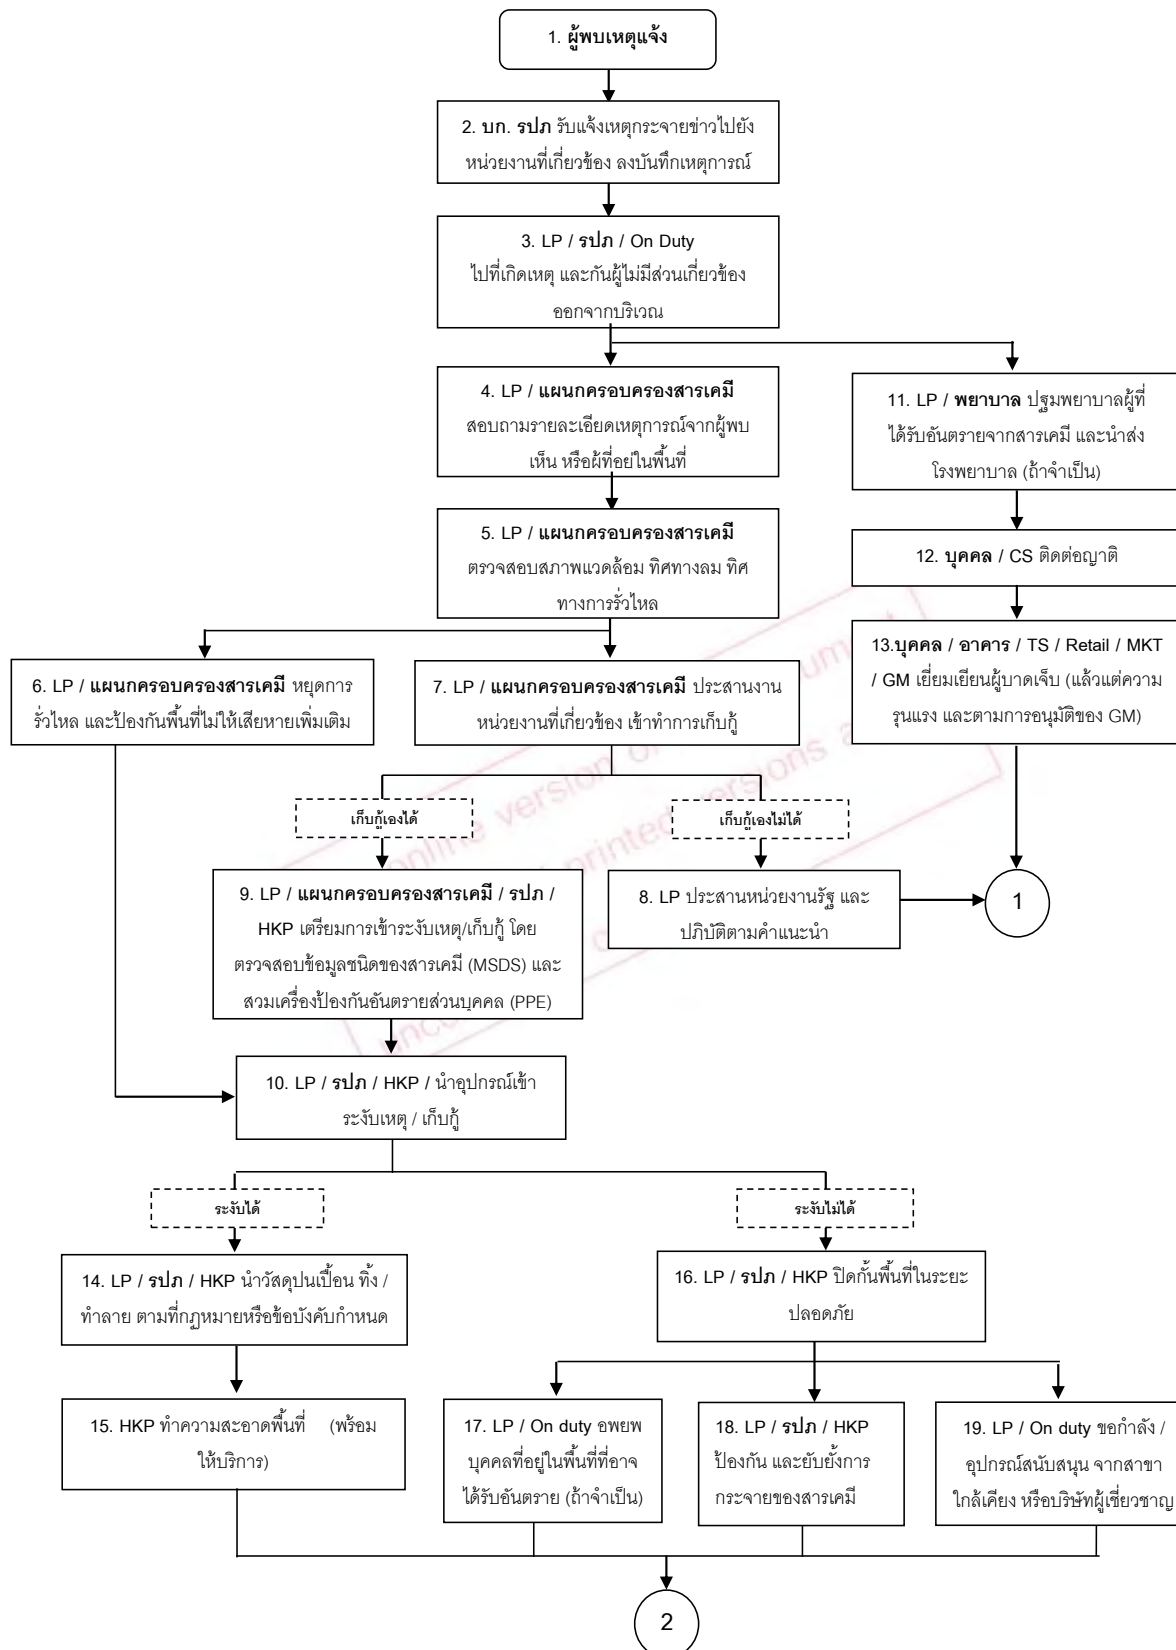 1. ผู้พบเหตุแจ้ง
2. บก. รปภ รับแจ้งเหตุกระจายข่าวไปยัง
หน่วยงานที่เกี่ยวข้อง ลงบันทึกเหตุการณ์
3. LP / รปภ / On Duty
ไปที่เกิดเหตุ และกันผู้ไม่มีส่วนเกี่ยวข้อง
ออกจากบริเวณ
4. LP / แผนกครอบครองสารเคมี
สอบถามรายละเอียดเหตุการณ์จากผู้พบ
เห็น หรือผู้ที่อยู่ในพื้นที่
11. LP / พยาบาล ปฐมพยาบาลผู้ที่
ได้รับอันตรายจากสารเคมี และนำส่ง
โรงพยาบาล (ถ้าจำเป็น)
5. LP / แผนกครอบครองสารเคมี
ตรวจสอบสภาพแวดล้อม ทิศทางลม ทิศ
ทางการรั่วไหล
12. บุคคล / CS ติดต่อญาติ
6. LP / แผนกครอบครองสารเคมี หยุดการ
รั่วไหล และป้องกันพื้นที่ไม่ให้เสียหายเพิ่มเติม
7. LP / แผนกครอบครองสารเคมี ประสานงาน
หน่วยงานที่เกี่ยวข้อง เข้าทำการเก็บกู้
13.บุคคล / อาคาร / TS / Retail / MKT
/ GM เยี่ยมเยียนผู้บาดเจ็บ (แล้วแต่ความ
รุนแรง และตามการอนุมัติของ GM)
เก็บกู้เองได้
เก็บกู้เองไม่ได้
9. LP / แผนกครอบครองสารเคมี / รปภ /
HKP เตรียมการเข้าระงับเหตุ/เก็บกู้ โดย
ตรวจสอบข้อมูลชนิดของสารเคมี (MSDS) และ
สวมเครื่องป้องกันอันตรายส่วนบุคคล (PPE)
8. LP ประสานหน่วยงานรัฐ และ
ปฏิบัติตามคำแนะนำ
1
10. LP / รปภ / HKP / นำอุปกรณ์เข้า
ระงับเหตุ / เก็บกู้
ระงับได้
ระงับไม่ได้
14. LP / รปภ / HKP นำวัสดุปนเปื้อน ทิ้ง /
ทำลาย ตามที่กฎหมายหรือข้อบังคับกำหนด
16. LP / รปภ / HKP ปิดกั้นพื้นที่ในระยะ
ปลอดภัย
15. HKP ทำความสะอาดพื้นที่ (พร้อม
ให้บริการ)
17. LP / On duty อพยพ
บุคคลที่อยู่ในพื้นที่ที่อาจ
ได้รับอันตราย (ถ้าจำเป็น)
18. LP / รปภ / HKP
ป้องกัน และยับยั้งการ
กระจายของสารเคมี
19. LP / On duty ขอกำลัง /
อุปกรณ์สนับสนุน จากสาขา
ใกล้เคียง หรือบริษัทผู้เชี่ยวชาญ
2
online version of
printed versions